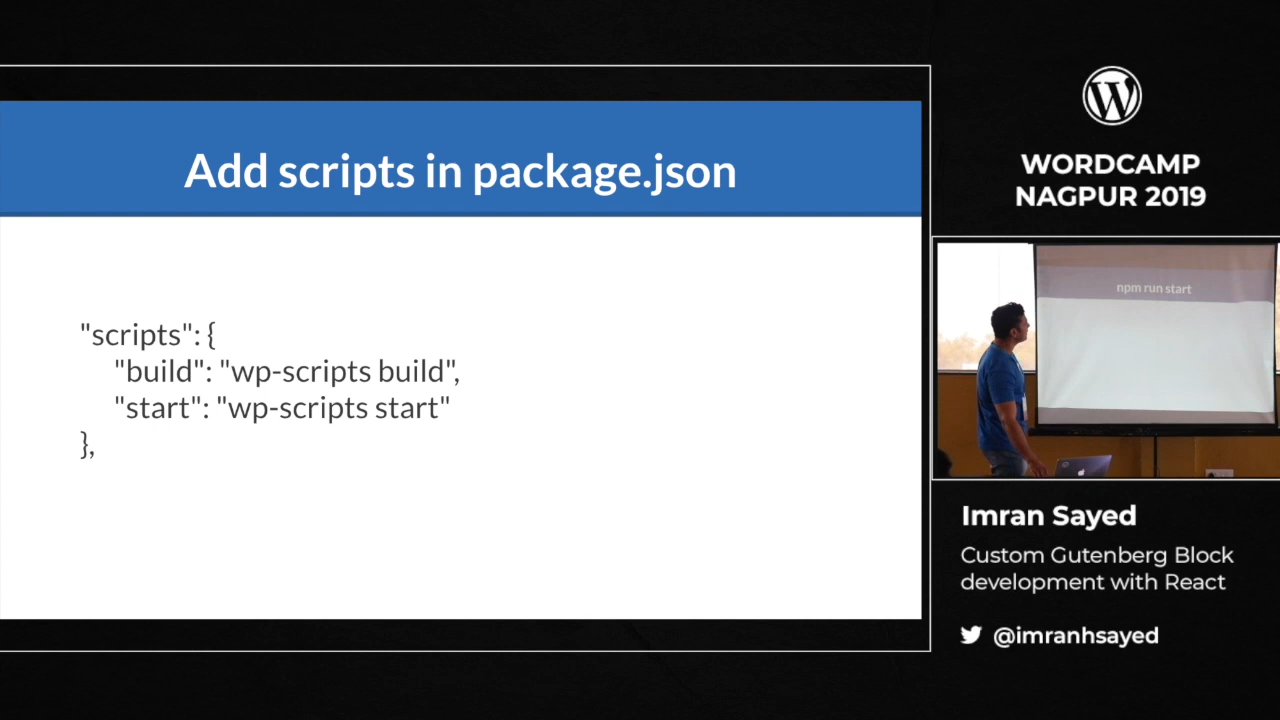 Add scripts in package.json
"scripts": {
"build": "wp-scripts build",
"start": "wp-scripts start"
},
WORDCAMP
NAGPUR 2019
npm run start
Imran Sayed
Custom Gutenberg Block
development with React
@imranhsayed